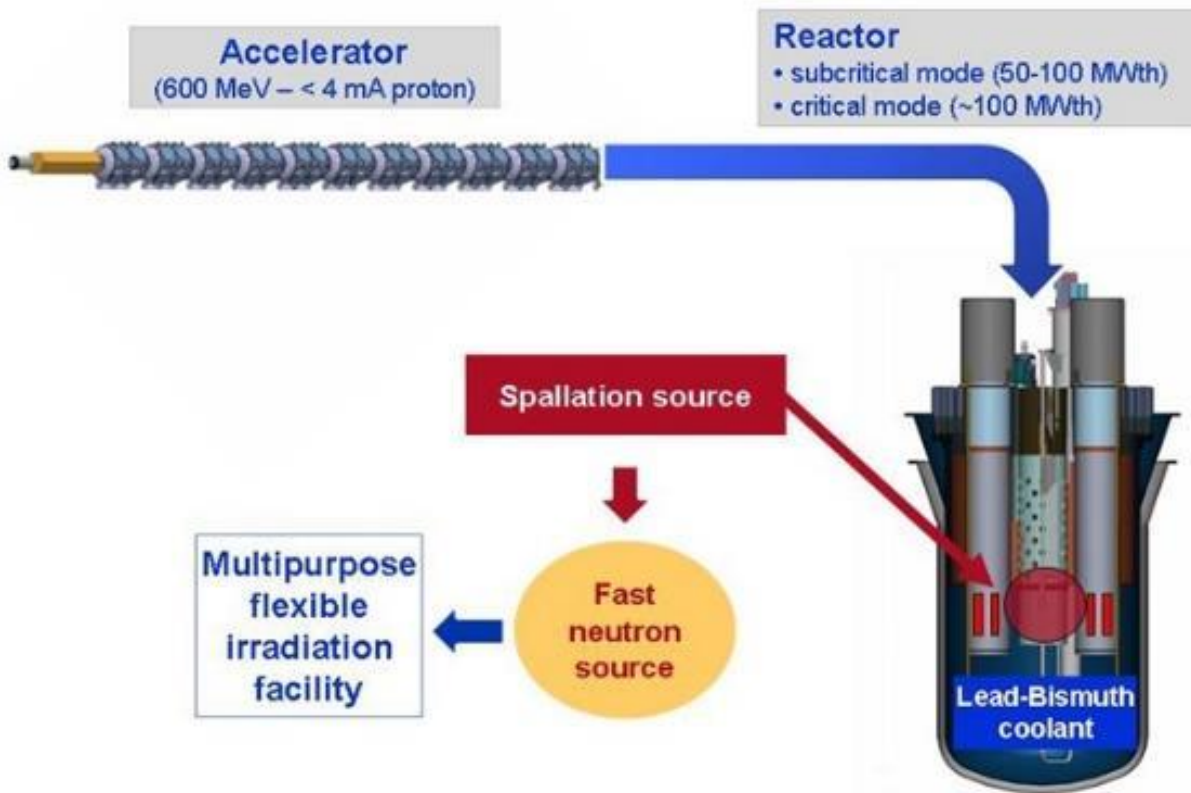 Accelerator
(600 MeV – < 4 mA proton)
Reactor
• subcritical mode (50-100 MWth)
• critical mode (~100 MWth)
Spallation source
Multipurpose
flexible
irradiation
facility
Fast
neutron
source
Lead-Bismuth
coolant